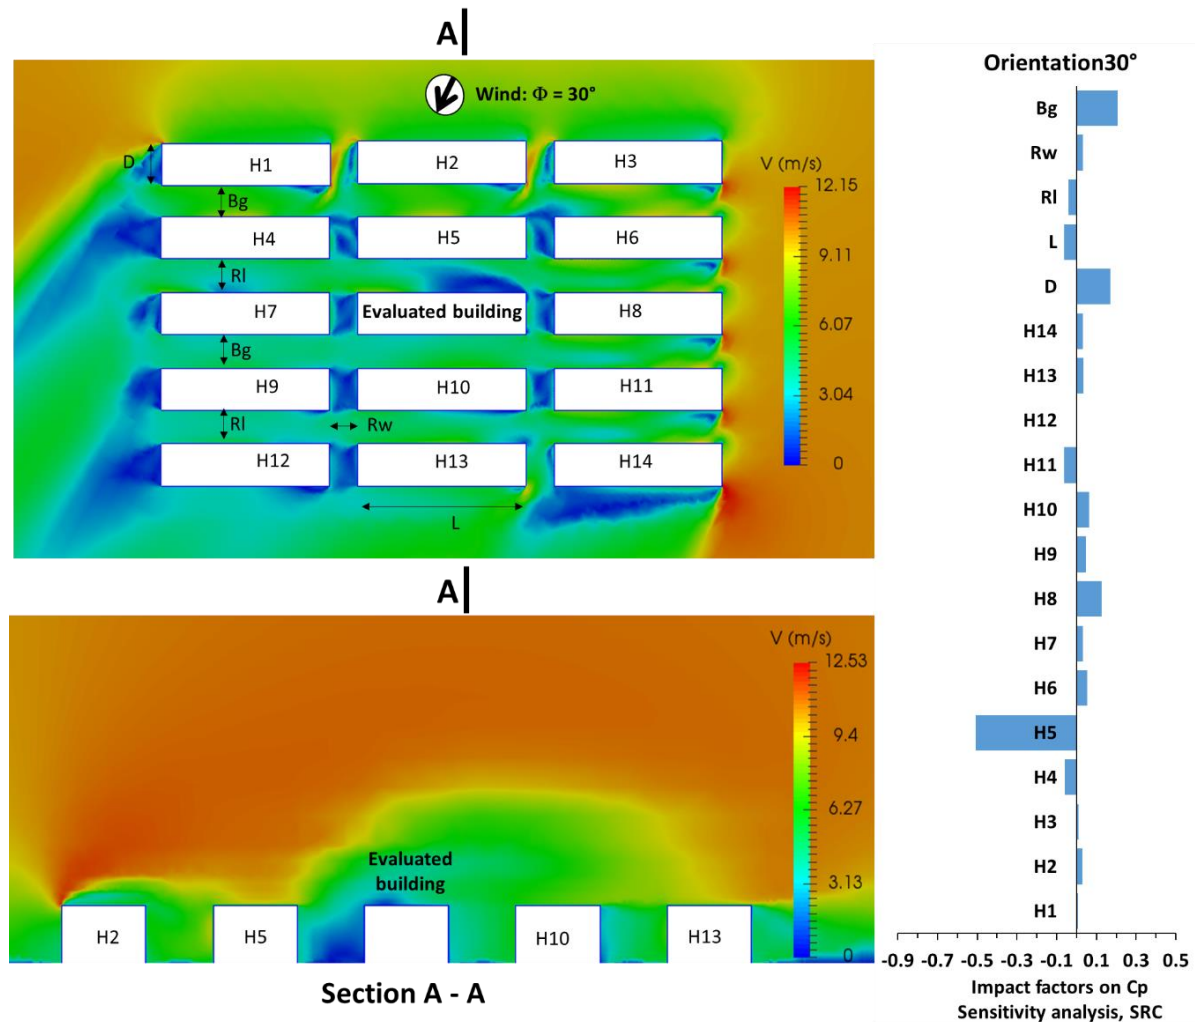 A
Wind: Φ = 30°
D
H1
H2
H3
Bg
H4
H5
H6
Rl
H7
Evaluated building
H8
Bg
H9
H10
H11
Rl
Rw
H12
H13
H14
L
V (m/s)
12.15
9.11
6.07
3.04
0
A
V (m/s)
12.53
9.4
6.27
3.13
0
Evaluated
building
H2
H5
H10
H13
Section A - A
Orientation30°
Bg
Rw
Rl
L
D
H14
H13
H12
H11
H10
H9
H8
H7
H6
H5
H4
H3
H2
H1
-0.9 -0.7 -0.5 -0.3 -0.1 0.1 0.3 0.5
Impact factors on Cp
Sensitivity analysis, SRC